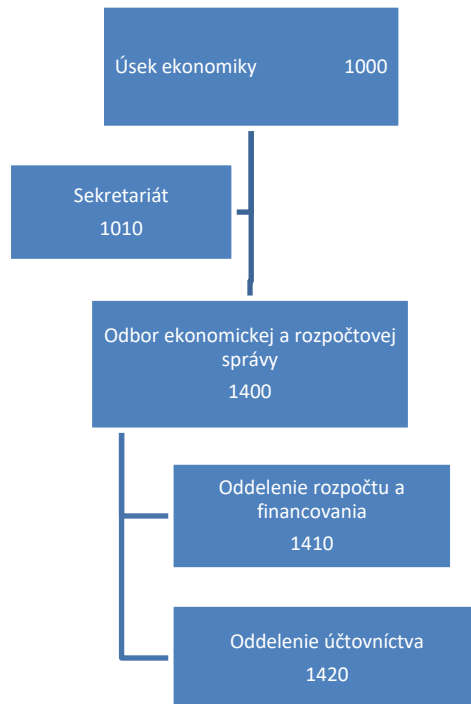 Úsek ekonomiky 1000
Sekretariát
1010
Odbor ekonomickej a rozpočtovej
správy
1400
Oddelenie rozpočtu a
financovania
1410
Oddelenie účtovníctva
1420